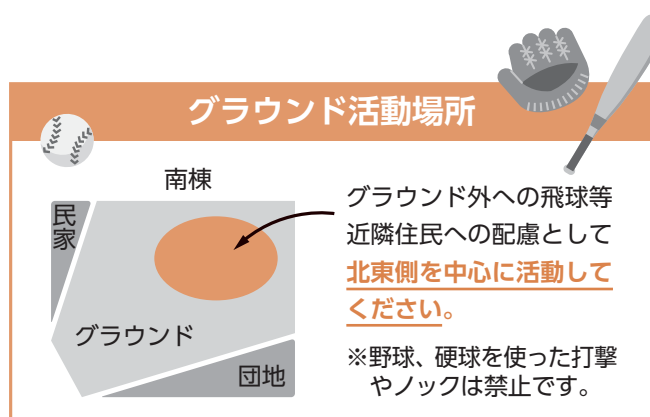 グラウンド活動場所
南棟
民家
グラウンド
団地
グラウンド外への飛球等
近隣住民への配慮として
北東側を中心に活動して
ください。
※野球、硬球を使った打撃
やノックは禁止です。